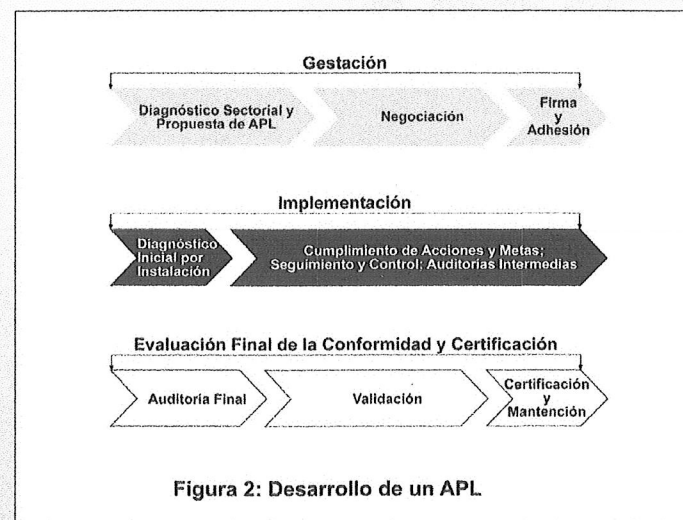 Gestación
Diagnóstico Sectorial y
Propuesta de APL
Negociación
Firma
y
Adhesión
Implementación
Diagnóstico
Inicial por
Instalación
Cumplimiento de Acciones y Metas;
Seguimiento y Control; Auditorías Intermedias
Evaluación Final de la Conformidad y Certificación
Auditoría Final
Validación
Certificación
y
Mantención
Figura 2: Desarrollo de un APL